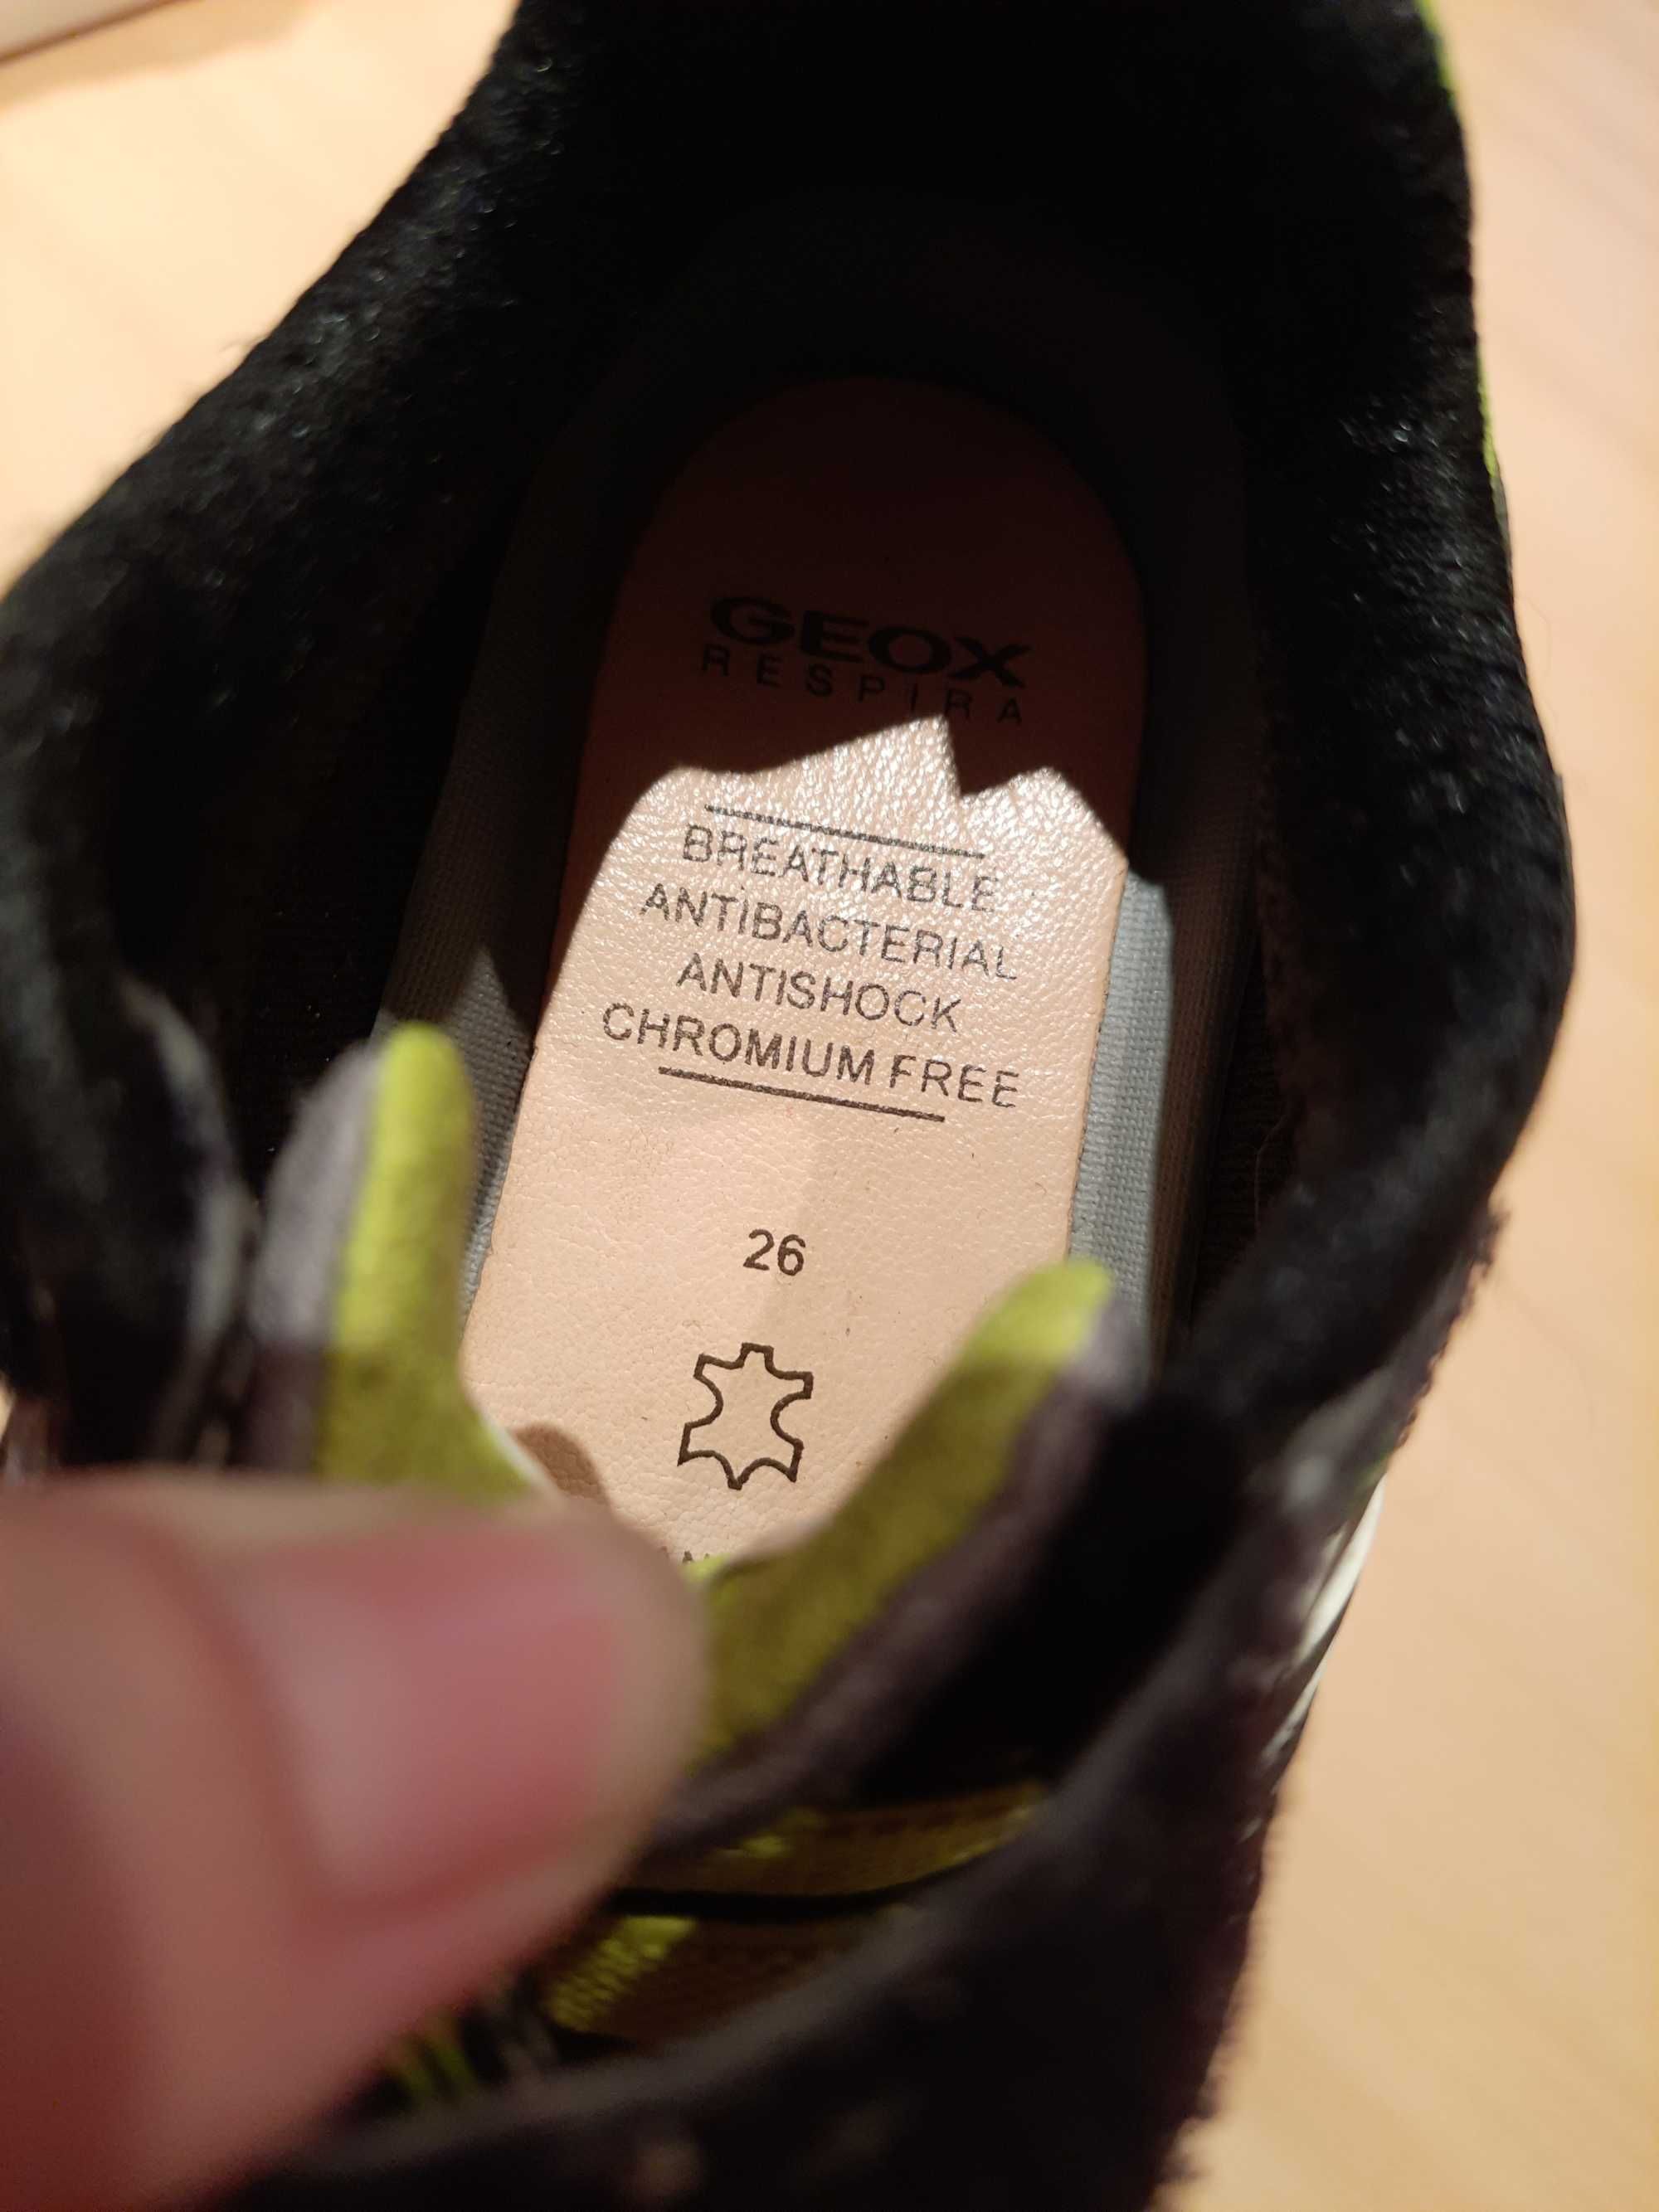 GEOX
RESPIRA
BREATHABLE
ANTIBACTERIAL
ANTISHOCK
CHROMIUM FREE
26